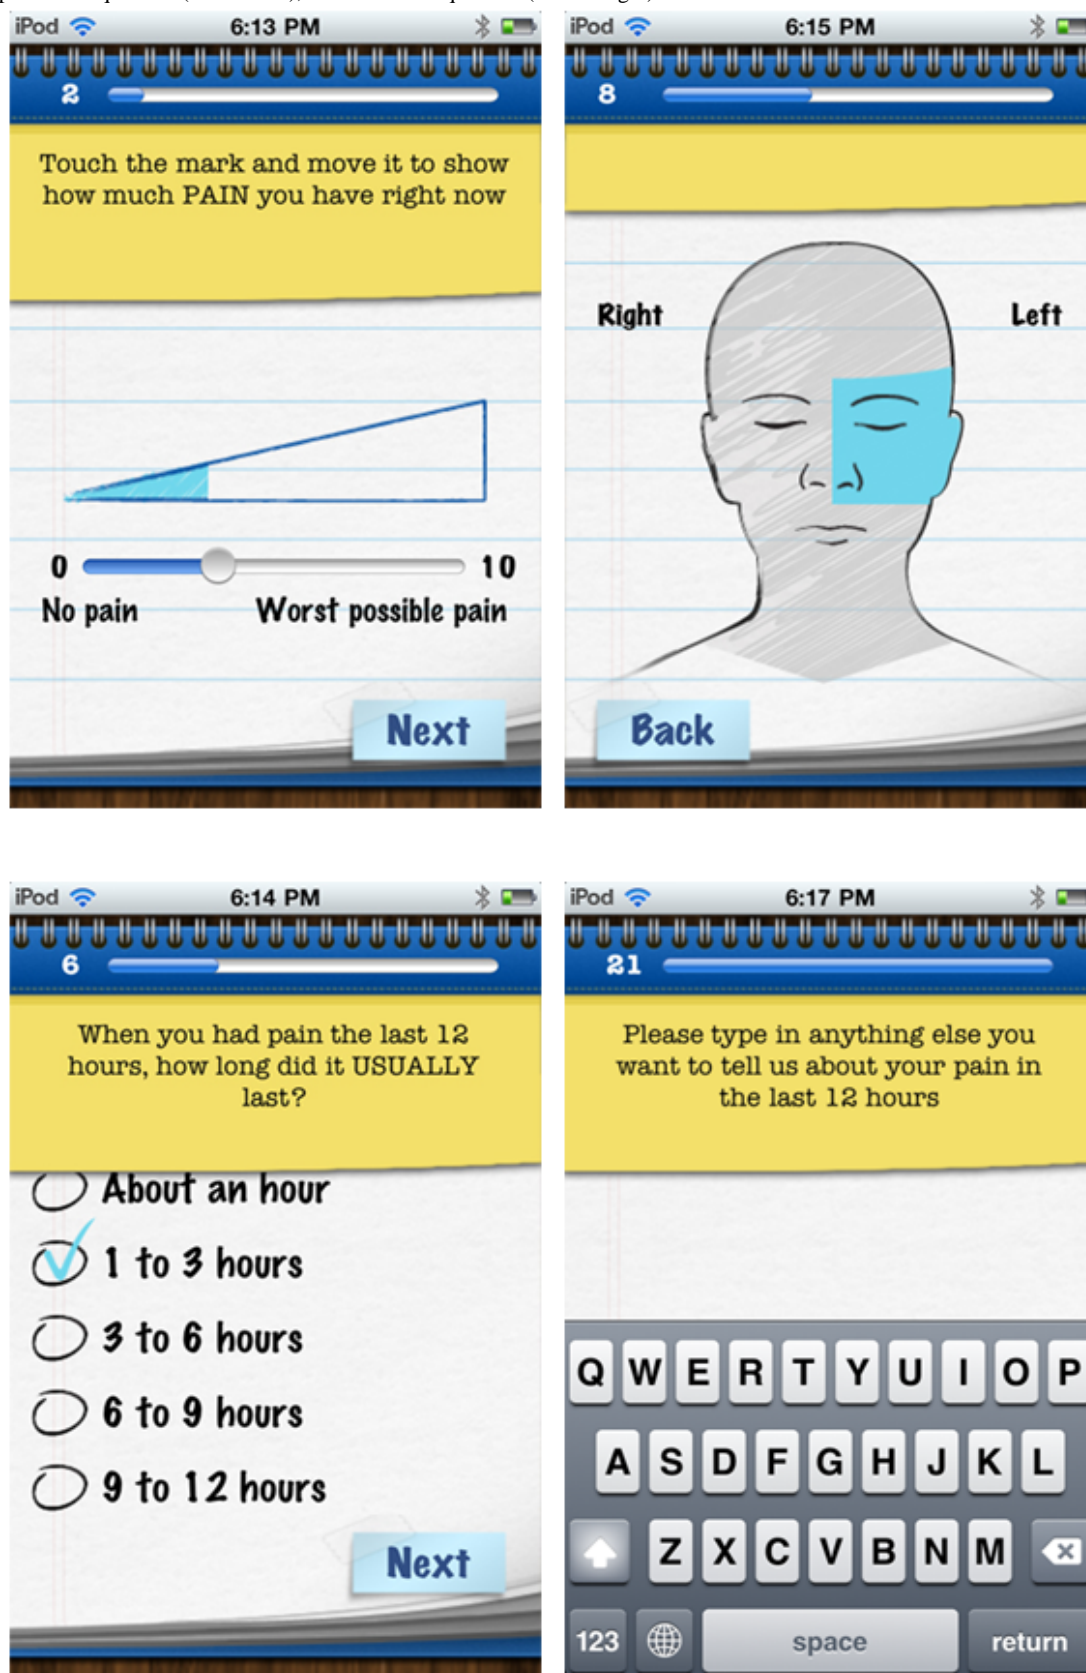 iPod 6:13 PM
2
Touch the mark and move it to show
how much PAIN you have right now
0 10
No pain Worst possible pain
Next
iPod 6:15 PM
8
Right Left
Back
iPod 6:14 PM
6
When you had pain the last 12
hours, how long did it USUALLY
last?
About an hour
1 to 3 hours
3 to 6 hours
6 to 9 hours
9 to 12 hours
Next
iPod 6:17 PM
21
Please type in anything else you
want to tell us about your pain in
the last 12 hours
Q W E R T Y U I O P
A S D F G H J K L
Z X C V B N M
123 space return